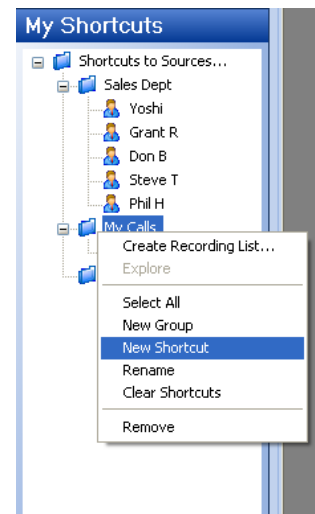 My Shortcuts
Shortcuts to Sources...
Sales Dept
Yoshi
Grant R
Don B
Steve T
Phil H
My Calls
Create Recording List...
Explore
Select All
New Group
New Shortcut
Rename
Clear Shortcuts
Remove